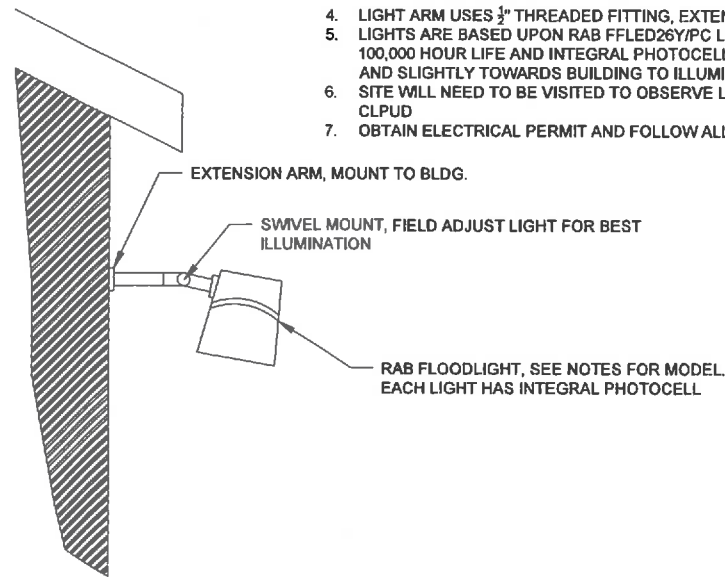 4. LIGHT ARM USES ½" THREADED FITTING, EXTEN
5. LIGHTS ARE BASED UPON RAB FFLED26Y/PC L
100,000 HOUR LIFE AND INTEGRAL PHOTOCELL
AND SLIGHTLY TOWARDS BUILDING TO ILLUMI
6. SITE WILL NEED TO BE VISITED TO OBSERVE L
CLPUD
7. OBTAIN ELECTRICAL PERMIT AND FOLLOW ALL
EXTENSION ARM, MOUNT TO BLDG.
SWIVEL MOUNT, FIELD ADJUST LIGHT FOR BEST
ILLUMINATION
RAB FLOODLIGHT, SEE NOTES FOR MODEL.
EACH LIGHT HAS INTEGRAL PHOTOCELL